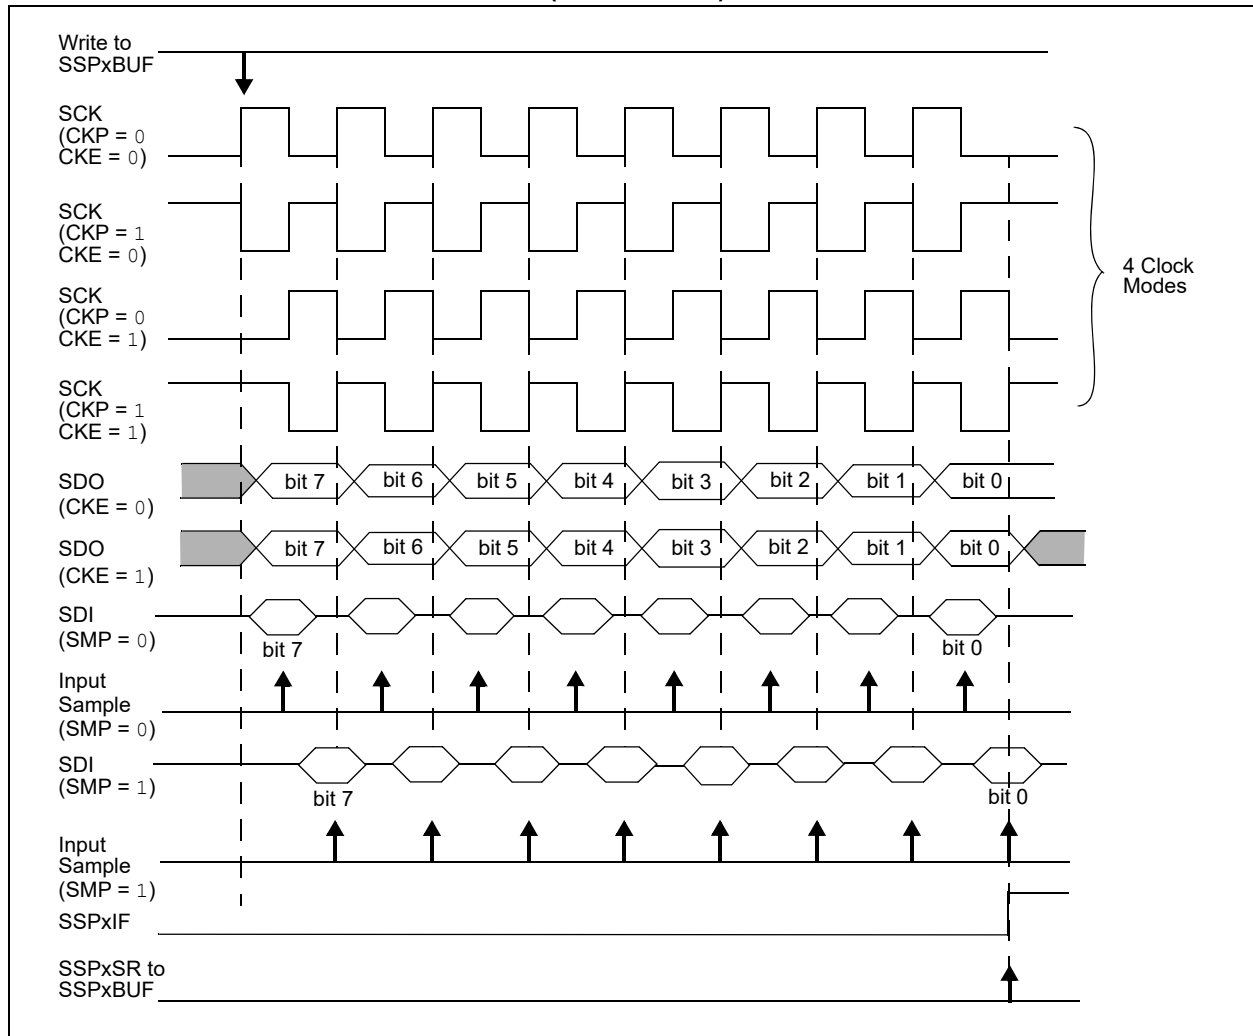 Write to
SSPxBUF
SCK
(CKP = 0
CKE = 0)
SCK
(CKP = 1
CKE = 0)
SCK
(CKP = 0
CKE = 1)
SCK
(CKP = 1
CKE = 1)
4 Clock
Modes
SDO
(CKE = 0)
bit 7 bit 6 bit 5 bit 4 bit 3 bit 2 bit 1 bit 0
SDO
(CKE = 1)
bit 7 bit 6 bit 5 bit 4 bit 3 bit 2 bit 1 bit 0
SDI
(SMP = 0)
bit 7 bit 0
Input
Sample
(SMP = 0)
SDI
(SMP = 1)
bit 7 bit 0
Input
Sample
(SMP = 1)
SSPxIF
SSPxSR to
SSPxBUF